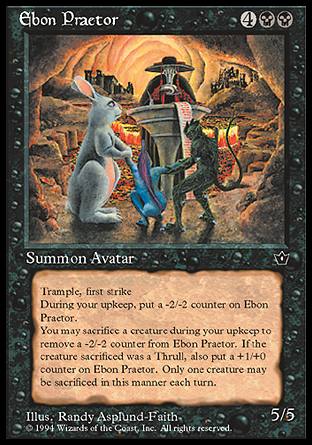 Ebon Praetor 4
Summon Avatar
Trample, first strike
During your upkeep, put a -2/-2 counter on Ebon
Praetor.
You may sacrifice a creature during your upkeep to
remove a -2/-2 counter from Ebon Praetor. If the
creature sacrificed was a Thrull, also put a +1/+0
counter on Ebon Praetor. Only one creature may
be sacrificed in this manner each turn.
Illus. Randy Asplund-Faith
5/5
© 1994 Wizards of the Coast, Inc. All rights reserved.